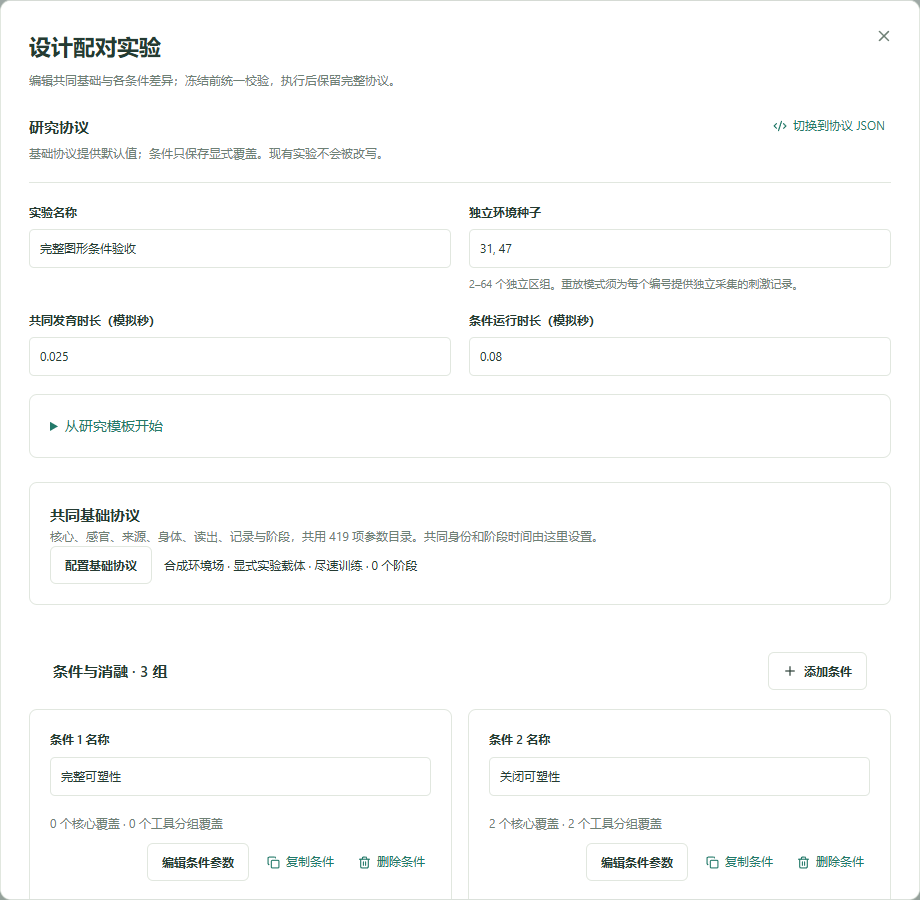 设计配对实验
编辑共同基础与各条件差异；冻结前统一校验，执行后保留完整协议。
研究协议
</> 切换到协议 JSON
基础协议提供默认值；条件只保存显式覆盖。现有实验不会被改写。
实验名称
独立环境种子
完整图形条件验收
31, 47
2–64 个独立区组。重放模式须为每个编号提供独立采集的刺激记录。
共同发育时长（模拟秒）
条件运行时长（模拟秒）
0.025
0.08
从研究模板开始
共同基础协议
核心、感官、来源、身体、读出、记录与阶段，共用 419 项参数目录。共同身份和阶段时间由这里设置。
配置基础协议
合成环境场 · 显式实验载体 · 尽速训练 · 0 个阶段
条件与消融 · 3 组
添加条件
条件 1 名称
条件 2 名称
完整可塑性
关闭可塑性
0 个核心覆盖 · 0 个工具分组覆盖
2 个核心覆盖 · 2 个工具分组覆盖
编辑条件参数
复制条件
删除条件
编辑条件参数
复制条件
删除条件